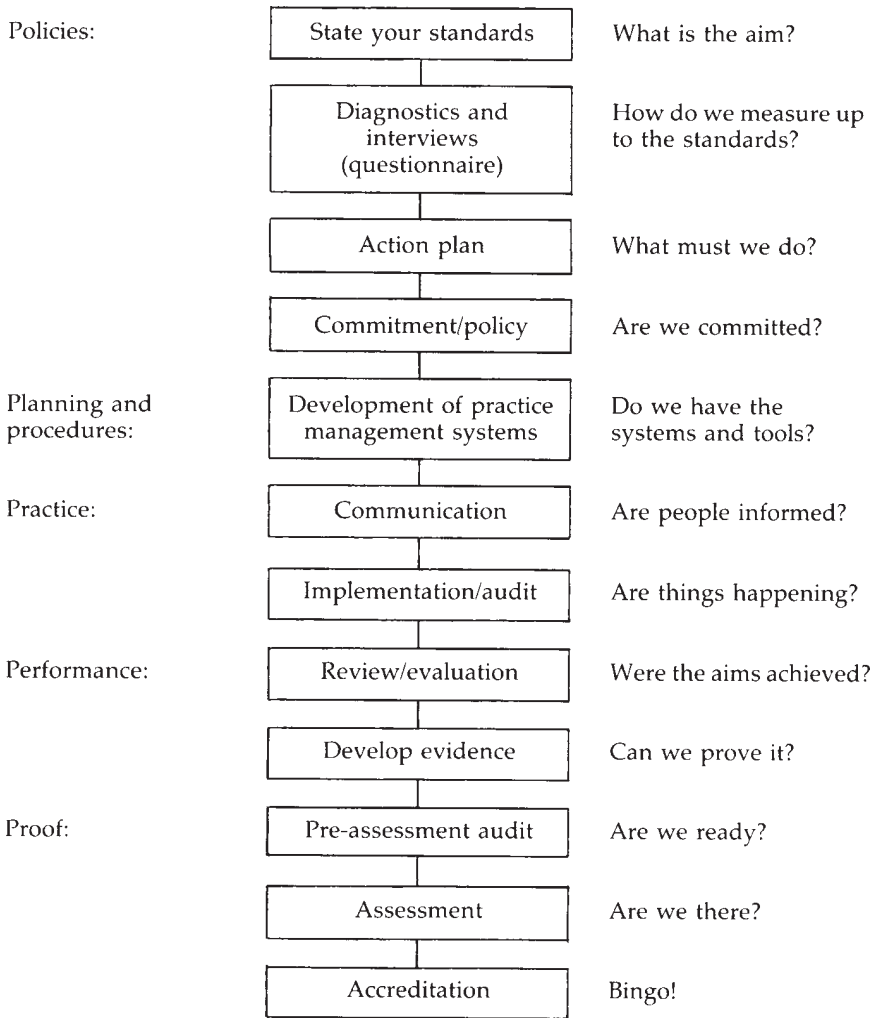 Policies:
State your standards
What is the aim?
Diagnostics and
interviews
(questionnaire)
How do we measure up
to the standards?
Action plan
What must we do?
Commitment/policy
Are we committed?
Planning and
procedures:
Development of practice
management systems
Do we have the
systems and tools?
Practice:
Communication
Are people informed?
Implementation/audit
Are things happening?
Performance:
Review/evaluation
Were the aims achieved?
Develop evidence
Can we prove it?
Proof:
Pre-assessment audit
Are we ready?
Assessment
Are we there?
Accreditation
Bingo!